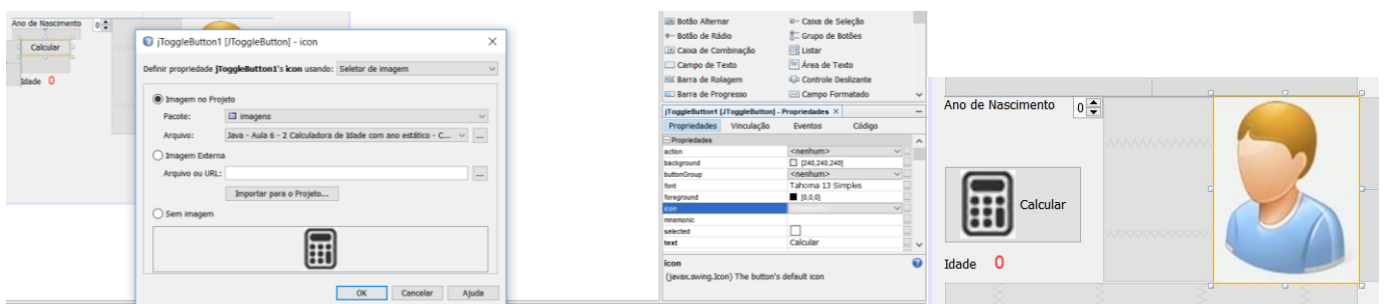 Ano de Nascimento 0
Calcular
Idade 0
jToggleButton1 [JToggleButton] - icon
Definir propriedade jToggleButton1's icon usando: Seletor de imagem
Imagem no Projeto
Pacote: imagens
Arquivo: Java - Aula 6 - 2 Calculadora de Idade com ano estático - C... ...
Imagem Externa
Arquivo ou URL: ...
Importar para o Projeto...
Sem imagem
OK Cancelar Ajuda
Botão Alternar Caixa de Seleção
Botão de Rádio Grupo de Botões
Caixa de Combinação Listar
Campo de Texto Área de Texto
Barra de Rolagem Controle Deslizante
Barra de Progresso Campo Formatado
jToggleButton1 [JToggleButton] - Propriedades
Propriedades Vinculação Eventos Código
Propriedades
action <nenhum>
background [240,240,240]
buttonGroup <nenhum>
font Tahoma 13 Simples
foreground [0,0,0]
icon
mnemonic
selected
text Calcular
icon
(javax.swing.Icon) The button's default icon
Ano de Nascimento 0
Calcular
Idade 0